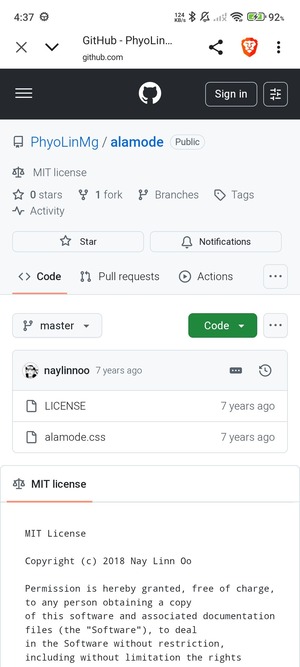 4:37
124 KB/s
92%
GitHub - PhyoLin...
github.com
Sign in
PhyoLinMg / alamode
Public
MIT license
0 stars
1 fork
Branches
Tags
Activity
Star
Notifications
Code
Pull requests
Actions
master
Code
naylinnoo
7 years ago
LICENSE
7 years ago
alamode.css
7 years ago
MIT license
MIT License
Copyright (c) 2018 Nay Linn Oo
Permission is hereby granted, free of charge,
to any person obtaining a copy
of this software and associated documentation
files (the "Software"), to deal
in the Software without restriction,
including without limitation the rights